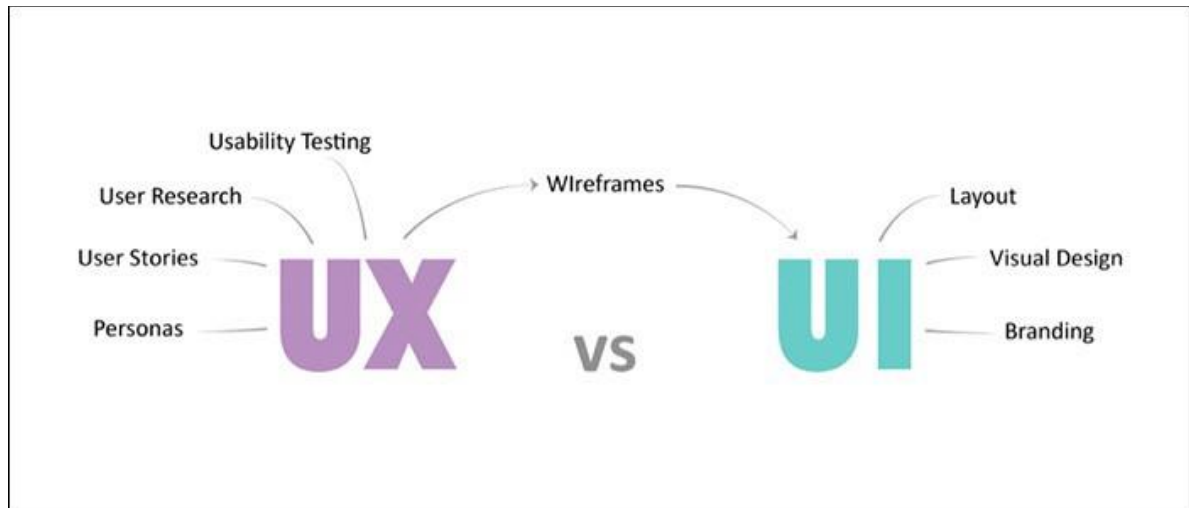 Usability Testing
WIreframes
User Research
Layout
User Stories
Visual Design
Personas
Branding
UX
vs
UI